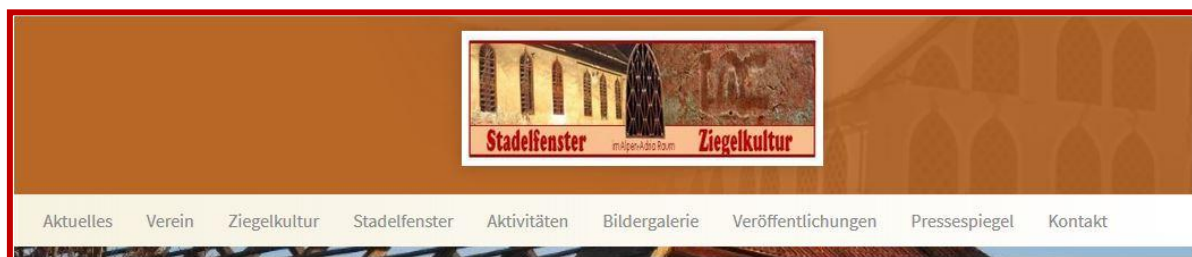 Stadelfenster im Alpen-Adria Raum Ziegelkultur
Aktuelles Verein Ziegelkultur Stadelfenster Aktivitäten Bildergalerie Veröffentlichungen Pressespiegel Kontakt